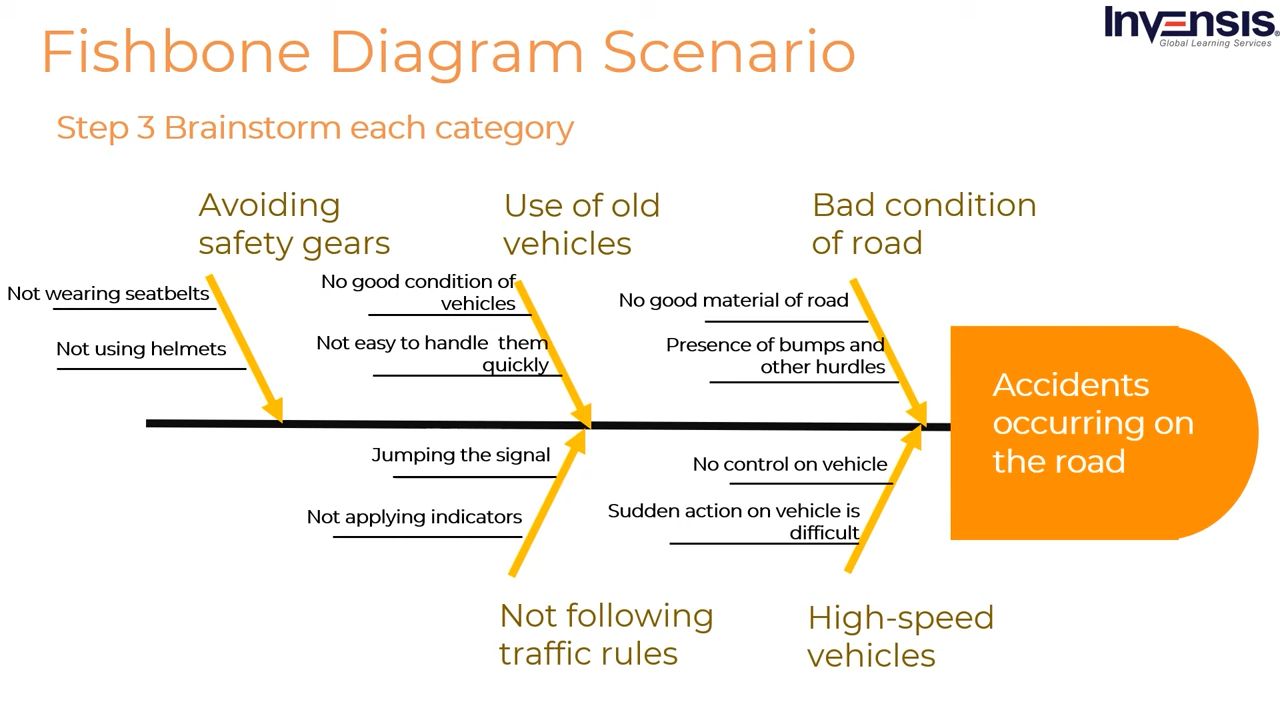 Invensis®
Global Learning Services
Fishbone Diagram Scenario
Step 3 Brainstorm each category
Avoiding
safety gears
Use of old
vehicles
Bad condition
of road
Not wearing seatbelts
Not using helmets
No good condition of
vehicles
Not easy to handle  them
quickly
No good material of road
Presence of bumps and
other hurdles
Accidents
occurring on
the road
Jumping the signal
Not applying indicators
No control on vehicle
Sudden action on vehicle is
difficult
Not following
traffic rules
High-speed
vehicles